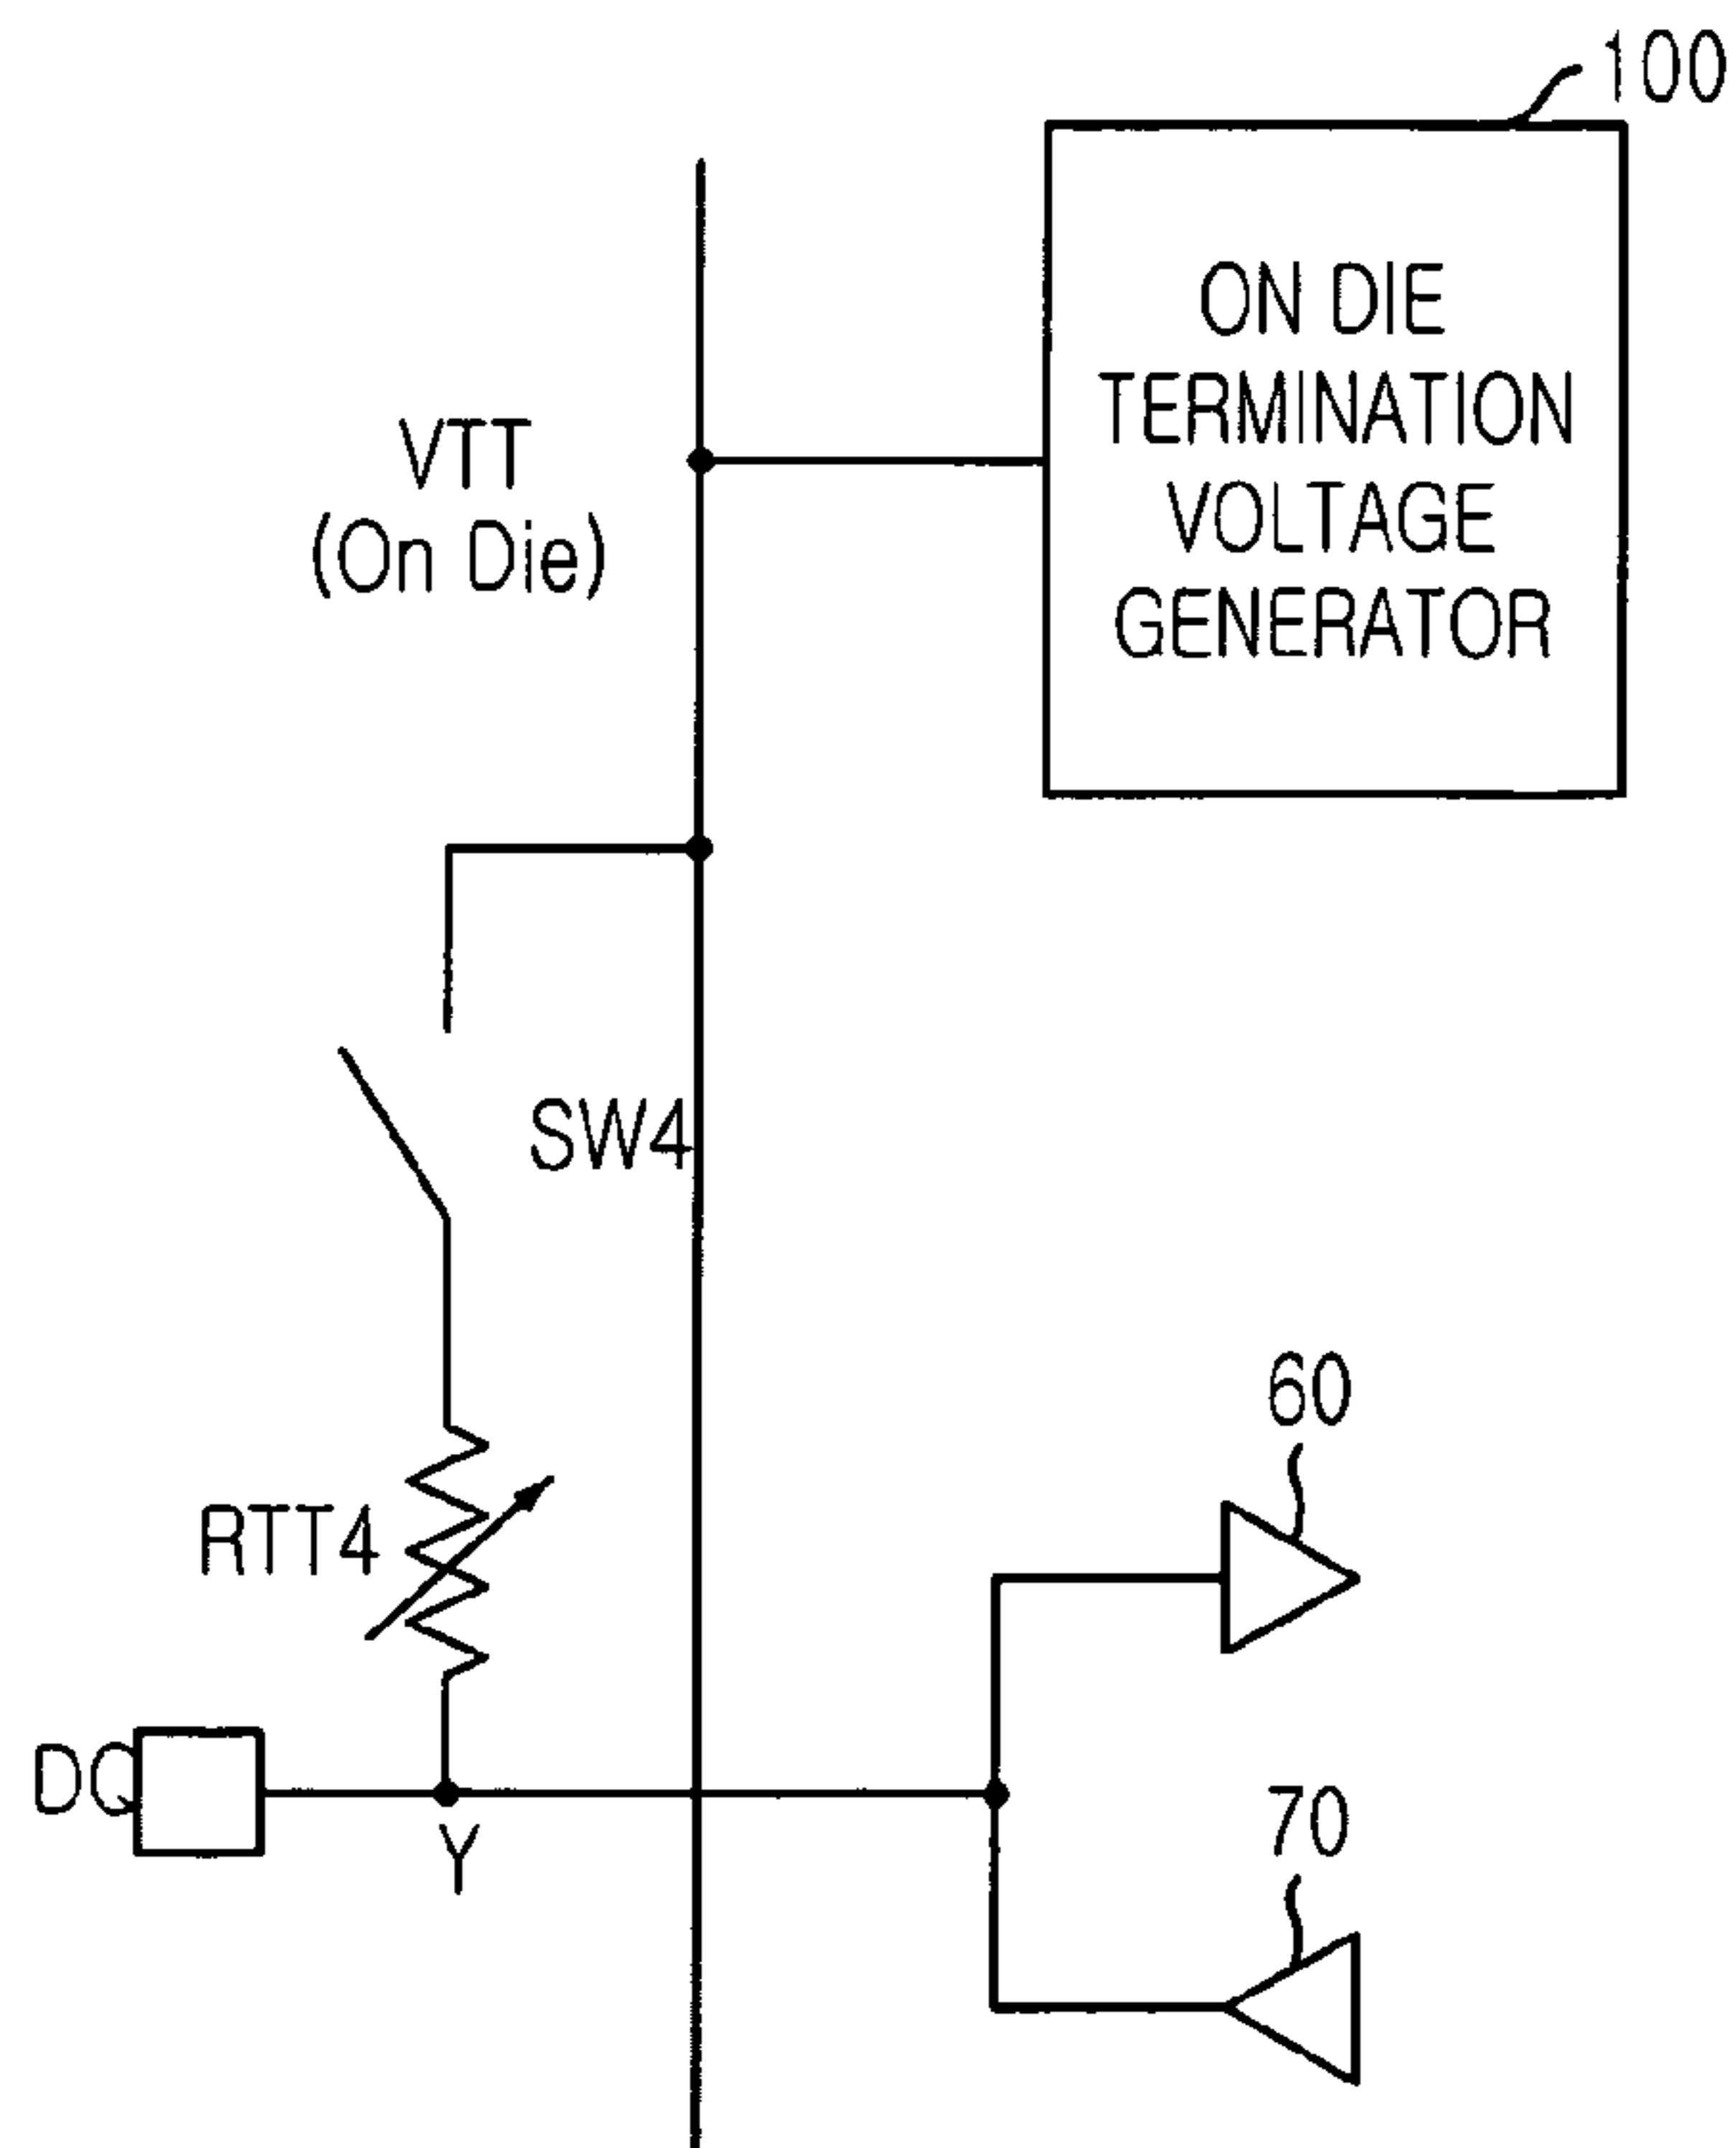 100
ON DIE
TERMINATION
VOLTAGE
GENERATOR
VTT
(On Die)
SW4
60
RTT4
DQ
70
Y